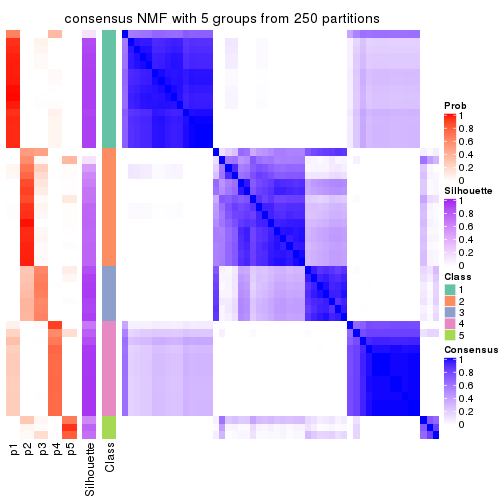 consensus NMF with 5 groups from 250 partitions
Prob
1
0.8
0.6
0.4
0.2
0
Silhouette
1
0.8
0.6
0.4
0.2
0
Class
1
2
3
4
5
Consensus
1
0.8
0.6
0.4
0.2
0
p1
p2
p3
p4
p5
Silhouette
Class